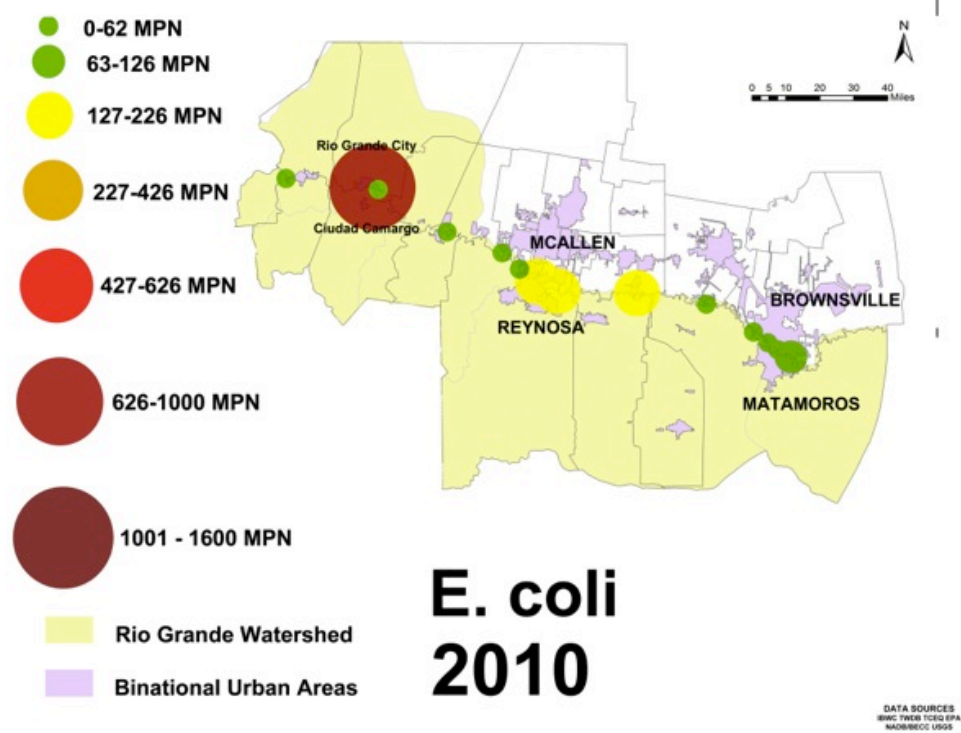 0-62 MPN
63-126 MPN
127-226 MPN
227-426 MPN
427-626 MPN
626-1000 MPN
1001 - 1600 MPN
Rio Grande Watershed
Binational Urban Areas
N
0 5 10 20 30 40
Miles
Rio Grande City
Ciudad Camargo
MCALLEN
REYNOSA
BROWNSVILLE
MATAMOROS
E. coli
2010
DATA SOURCES
IBWC TWDB TCEQ EPA
NADB/BECC USGS